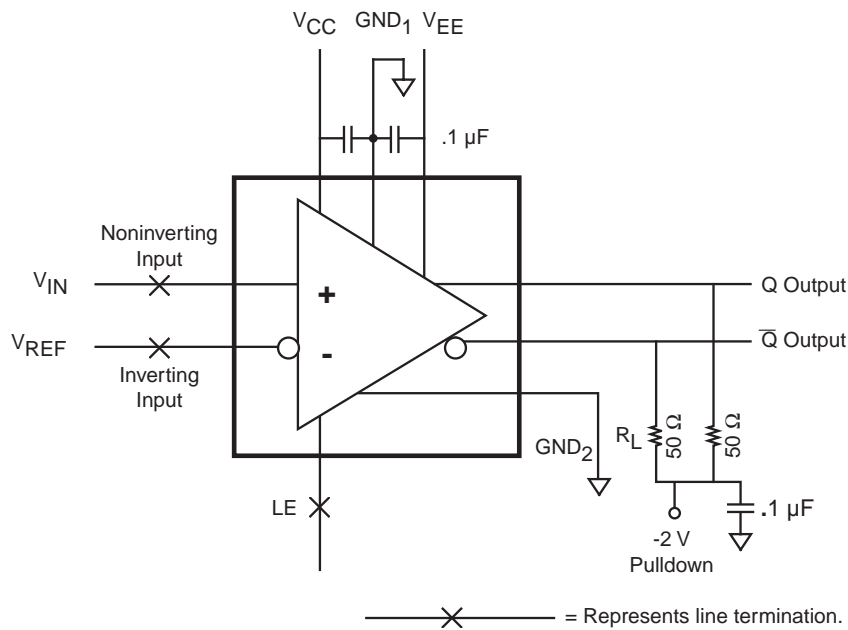 VCC GND1 VEE
.1 µF
Noninverting
Input
VIN
+
Q Output
VREF
-
Q̅ Output
Inverting
Input
RL
50 Ω
50 Ω
GND2
LE
.1 µF
-2 V
Pulldown
= Represents line termination.